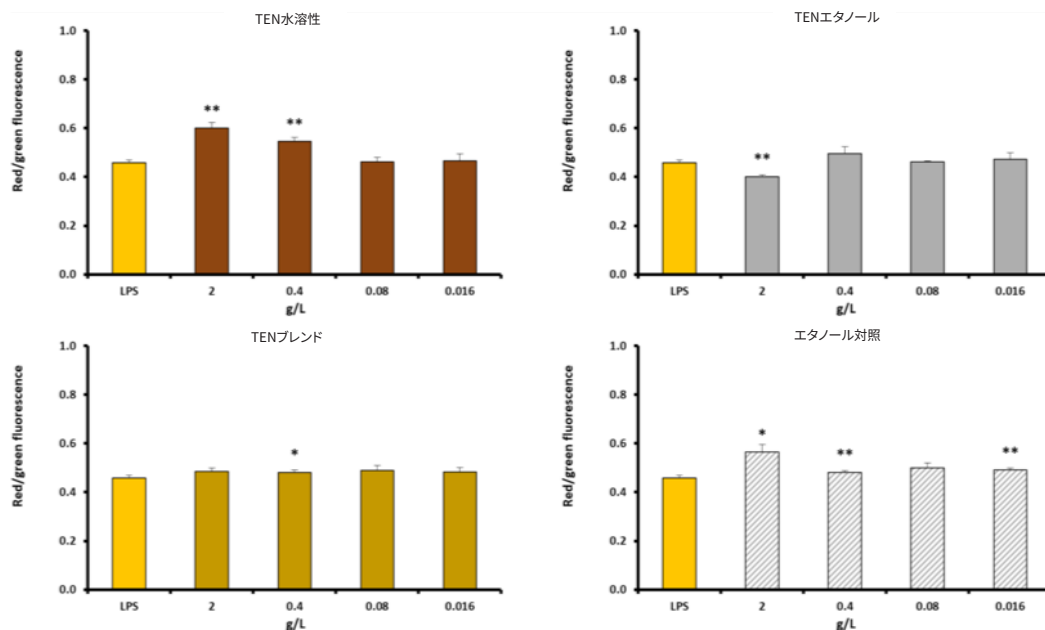 TEN水溶性
Red/green fluorescence
1.0
0.8
0.6
0.4
0.2
0.0
** **
LPS 2 0.4 0.08 0.016
g/L
TENエタノール
Red/green fluorescence
1.0
0.8
0.6
0.4
0.2
0.0
**
LPS 2 0.4 0.08 0.016
g/L
TENブレンド
Red/green fluorescence
1.0
0.8
0.6
0.4
0.2
0.0
*
LPS 2 0.4 0.08 0.016
g/L
エタノール対照
Red/green fluorescence
1.0
0.8
0.6
0.4
0.2
0.0
* ** **
LPS 2 0.4 0.08 0.016
g/L